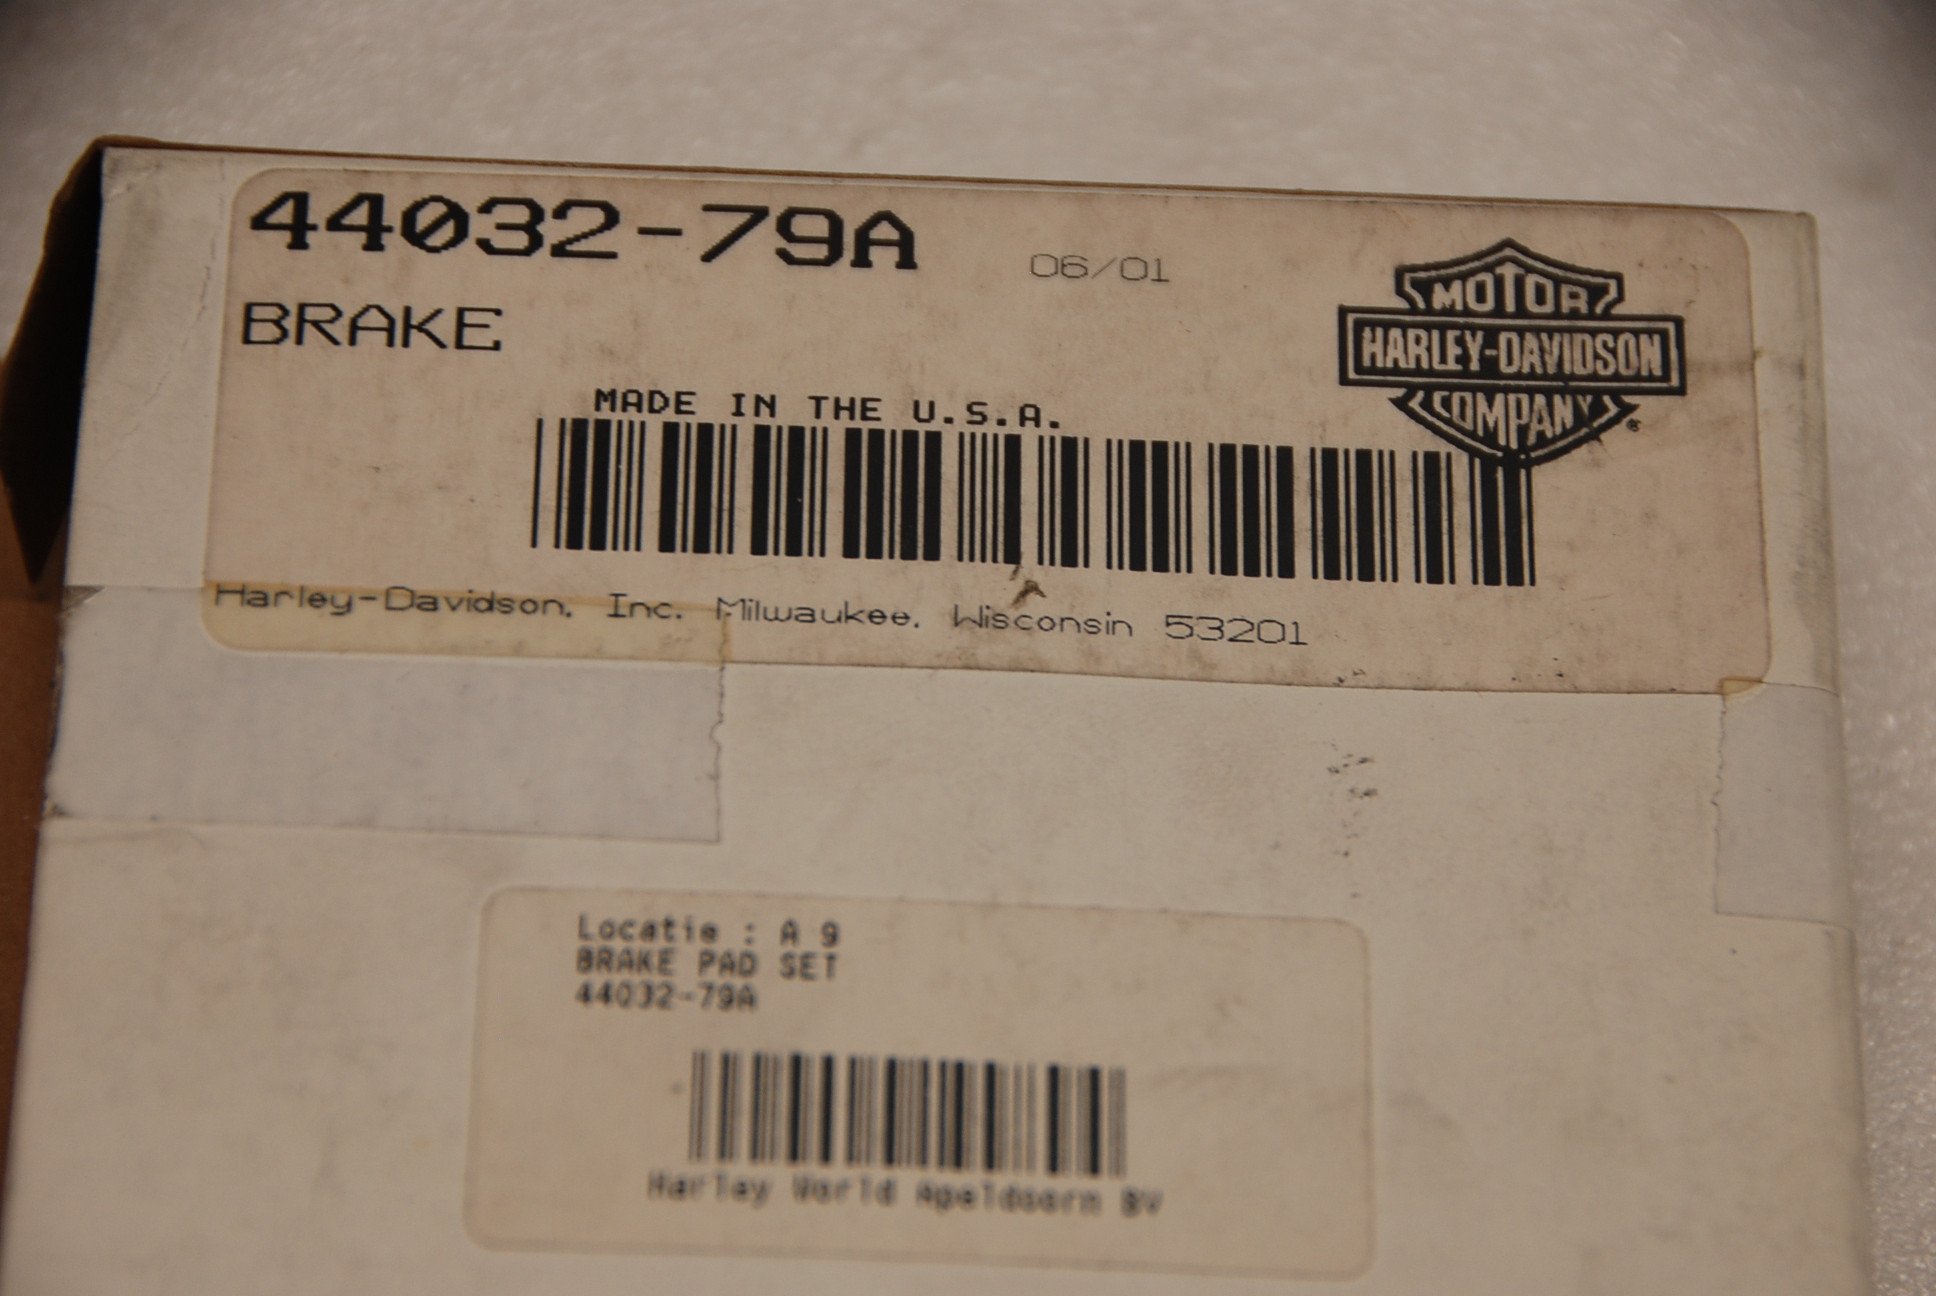 44032-79A
06/01
BRAKE
MOTOR
HARLEY-DAVIDSON
COMPANY
®
MADE IN THE U.S.A.
Harley-Davidson, Inc. Milwaukee, Wisconsin 53201
Locatie : A 9
BRAKE PAD SET
44032-79A
Harley World Apeldoorn BV